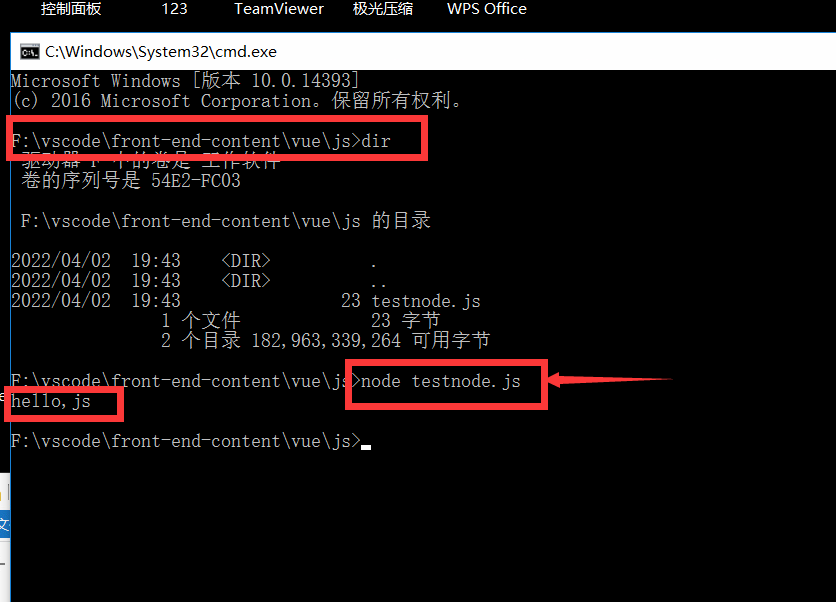 控制面板 123 TeamViewer 极光压缩 WPS Office
C:\Windows\System32\cmd.exe
Microsoft Windows [版本 10.0.14393]
(c) 2016 Microsoft Corporation。保留所有权利。
F:\vscode\front-end-content\vue\js>dir
驱动器 F 中的卷是 工作软件
卷的序列号是 54E2-FC03
F:\vscode\front-end-content\vue\js 的目录
2022/04/02 19:43 <DIR> .
2022/04/02 19:43 <DIR> ..
2022/04/02 19:43 23 testnode.js
1 个文件 23 字节
2 个目录 182,963,339,264 可用字节
F:\vscode\front-end-content\vue\js>node testnode.js
hello,js
F:\vscode\front-end-content\vue\js>